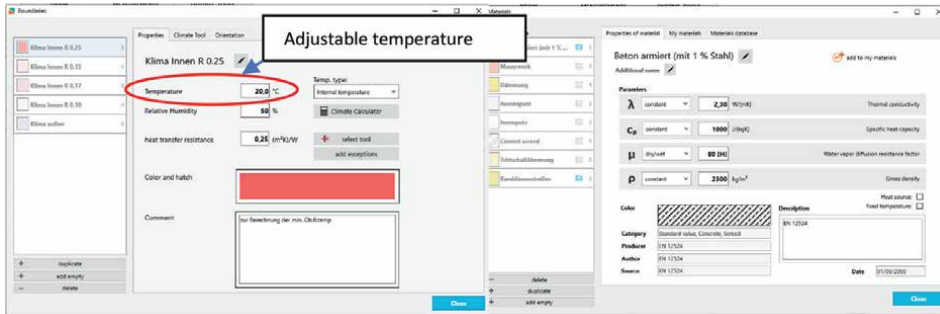 Boundaries
Properties
Climate Tool
Orientation
Klima Innen R 0.25
Klima Innen R 0.13
Klima Innen R 0.17
Klima Innen R 0.10
Klima außen
+ duplicate
+ add empty
− delete
Adjustable temperature
Klima Innen R 0.25
Temperature 20,0 °C
Temp. type:
Internal temperature
Relative Humidity 50 %
Climate Calculator
heat transfer resistance 0,25 (m²K)/W
select tool
add exceptions
Color and hatch
Comment
zur Berechnung der min. Obfl.temp
Close
Materials
(mit 1 %...
Mauerwerk
Dämmung
Innenputz
Cement screed
Trittschalldämmung
− delete
+ duplicate
+ add empty
Properties of material
My materials
Materials database
Beton armiert (mit 1 % Stahl)
add to my materials
Additional name
Parameters
λ constant 2,30 W/(mK) Thermal conductivity
Cp constant 1000 J/(kgK) Specific heat capacity
μ dry/wet 80 [H] Water vapor diffusion resistance factor
ρ constant 2300 kg/m³ Gross density
Heat source:
fixed temperature:
Color
Description
EN 12524
Category Standard value, Concrete, Screed
Producer EN 12524
Author EN 12524
Source EN 12524
Date 01/09/2000
Close